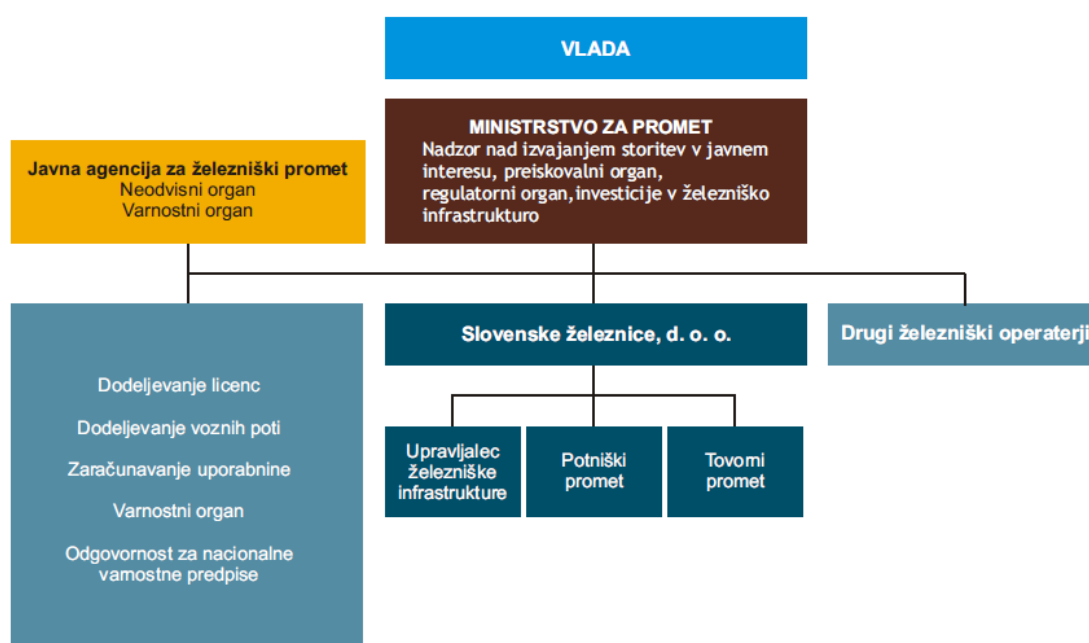 VLADA
MINISTRSTVO ZA PROMET
Nadzor nad izvajanjem storitev v javnem
interesu, preiskovalni organ,
regulatorni organ,investicije v železniško
infrastrukturo
Javna agencija za železniški promet
Neodvisni organ
Varnostni organ
Dodeljevanje licenc
Dodeljevanje voznih poti
Zaračunavanje uporabnine
Varnostni organ
Odgovornost za nacionalne
varnostne predpise
Slovenske železnice, d. o. o.
Drugi železniški operaterji
Upravljalec
železniške
infrastrukture
Potniški
promet
Tovorni
promet